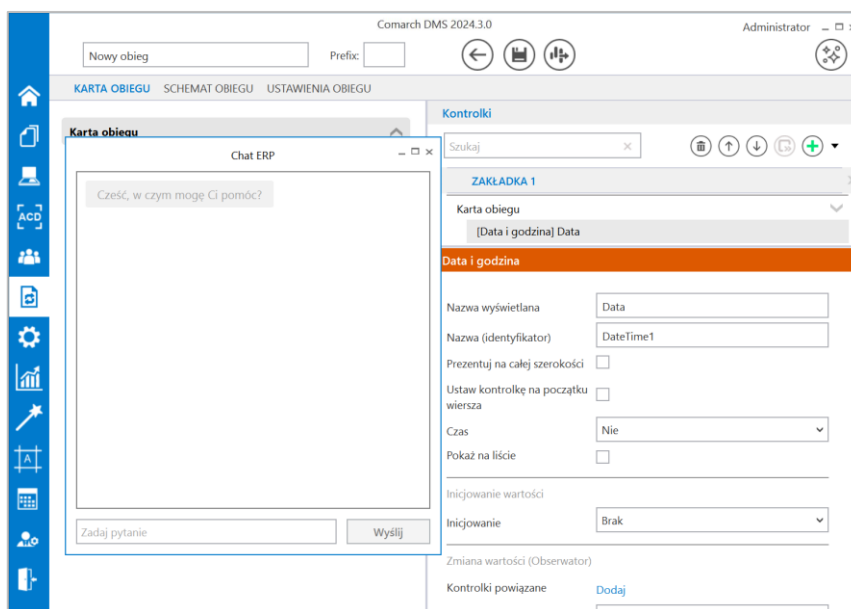 Comarch DMS 2024.3.0
Administrator
Nowy obieg
Prefix:
KARTA OBIEGU SCHEMAT OBIEGU USTAWIENIA OBIEGU
Karta obiegu
Chat ERP
Cześć, w czym mogę Ci pomóc?
Zadaj pytanie
Wyślij
Kontrolki
Szukaj
ZAKŁADKA 1
Karta obiegu
[Data i godzina] Data
Data i godzina
Nazwa wyświetlana Data
Nazwa (identyfikator) DateTime1
Prezentuj na całej szerokości
Ustaw kontrolkę na początku
wiersza
Czas Nie
Pokaż na liście
Inicjowanie wartości
Inicjowanie Brak
Zmiana wartości (Obserwator)
Kontrolki powiązane Dodaj
ACD
A